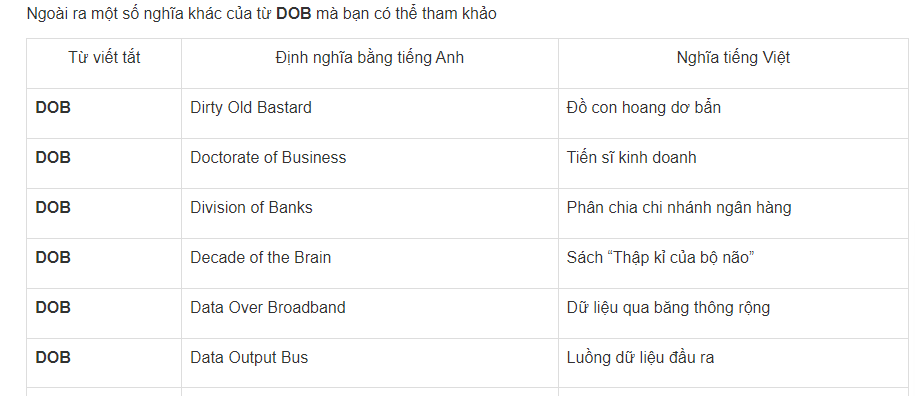 Ngoài ra một số nghĩa khác của từ DOB mà bạn có thể tham khảo
Từ viết tắt Định nghĩa bằng tiếng Anh Nghĩa tiếng Việt
DOB Dirty Old Bastard Đồ con hoang dơ bẩn
DOB Doctorate of Business Tiến sĩ kinh doanh
DOB Division of Banks Phân chia chi nhánh ngân hàng
DOB Decade of the Brain Sách “Thập kỉ của bộ não”
DOB Data Over Broadband Dữ liệu qua băng thông rộng
DOB Data Output Bus Luồng dữ liệu đầu ra